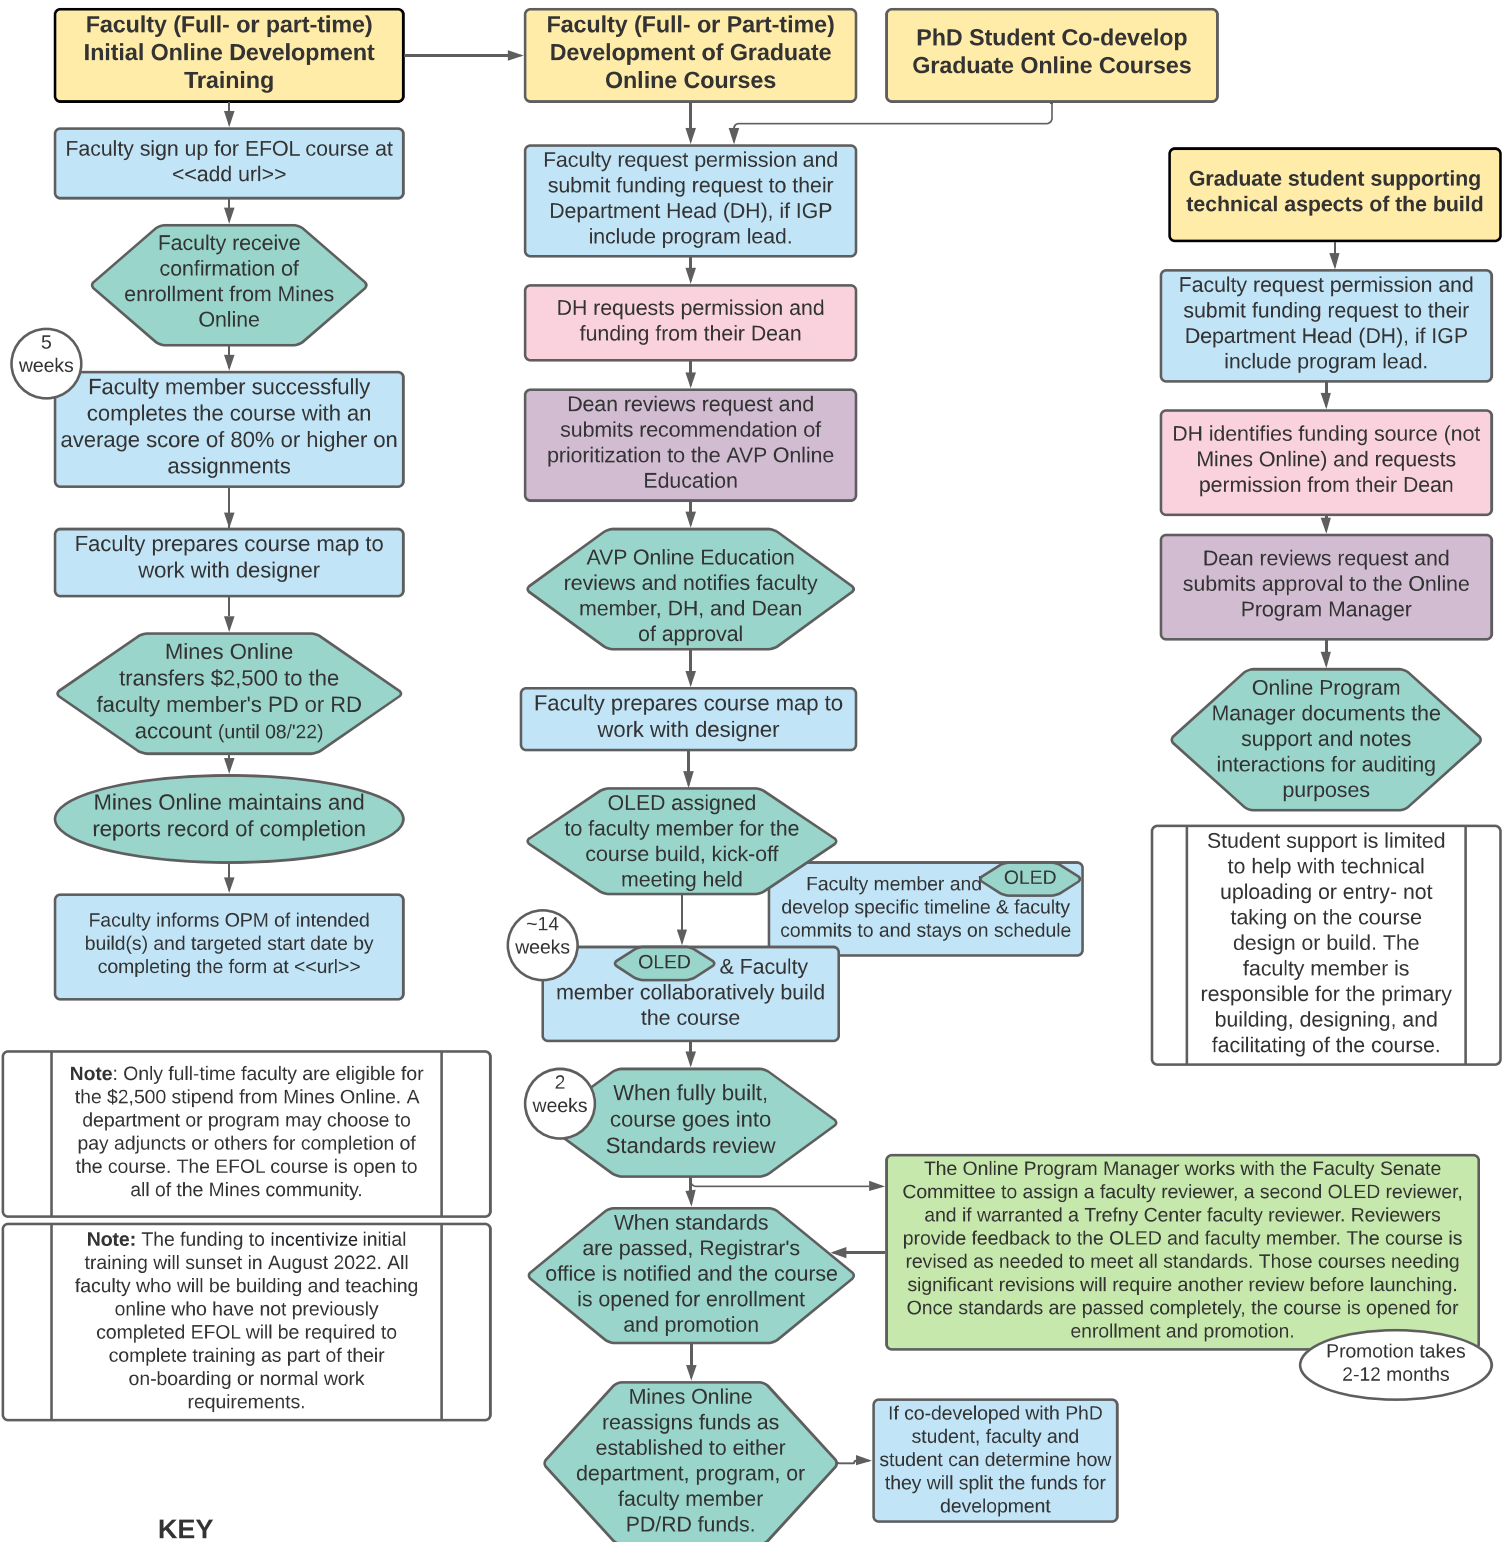 Faculty (Full- or part-time)
Initial Online Development
Training
Faculty sign up for EFOL course at
<<add url>>
Faculty receive
confirmation of
enrollment from Mines
Online
5
weeks
Faculty member successfully
completes the course with an
average score of 80% or higher on
assignments
Faculty prepares course map to
work with designer
Mines Online
transfers $2,500 to the
faculty member's PD or RD
account (until 08/'22)
Mines Online maintains and
reports record of completion
Faculty informs OPM of intended
build(s) and targeted start date by
completing the form at <<url>>
Note: Only full-time faculty are eligible for
the $2,500 stipend from Mines Online. A
department or program may choose to
pay adjuncts or others for completion of
the course. The EFOL course is open to
all of the Mines community.
Note: The funding to incentivize initial
training will sunset in August 2022. All
faculty who will be building and teaching
online who have not previously
completed EFOL will be required to
complete training as part of their
on-boarding or normal work
requirements.
KEY
Faculty (Full- or Part-time)
Development of Graduate
Online Courses
PhD Student Co-develop
Graduate Online Courses
Faculty request permission and
submit funding request to their
Department Head (DH), if IGP
include program lead.
DH requests permission and
funding from their Dean
Dean reviews request and
submits recommendation of
prioritization to the AVP Online
Education
AVP Online Education
reviews and notifies faculty
member, DH, and Dean
of approval
Faculty prepares course map to
work with designer
OLED assigned
to faculty member for the
course build, kick-off
meeting held
Faculty member and OLED
develop specific timeline & faculty
commits to and stays on schedule
~14
weeks
OLED & Faculty
member collaboratively build
the course
2
weeks
When fully built,
course goes into
Standards review
The Online Program Manager works with the Faculty Senate
Committee to assign a faculty reviewer, a second OLED reviewer,
and if warranted a Trefny Center faculty reviewer. Reviewers
provide feedback to the OLED and faculty member. The course is
revised as needed to meet all standards. Those courses needing
significant revisions will require another review before launching.
Once standards are passed completely, the course is opened for
enrollment and promotion.
Promotion takes
2-12 months
When standards
are passed, Registrar's
office is notified and the course
is opened for enrollment
and promotion
Mines Online
reassigns funds as
established to either
department, program, or
faculty member
PD/RD funds.
If co-developed with PhD
student, faculty and
student can determine how
they will split the funds for
development
Graduate student supporting
technical aspects of the build
Faculty request permission and
submit funding request to their
Department Head (DH), if IGP
include program lead.
DH identifies funding source (not
Mines Online) and requests
permission from their Dean
Dean reviews request and
submits approval to the Online
Program Manager
Online Program
Manager documents the
support and notes
interactions for auditing
purposes
Student support is limited
to help with technical
uploading or entry- not
taking on the course
design or build. The
faculty member is
responsible for the primary
building, designing, and
facilitating of the course.